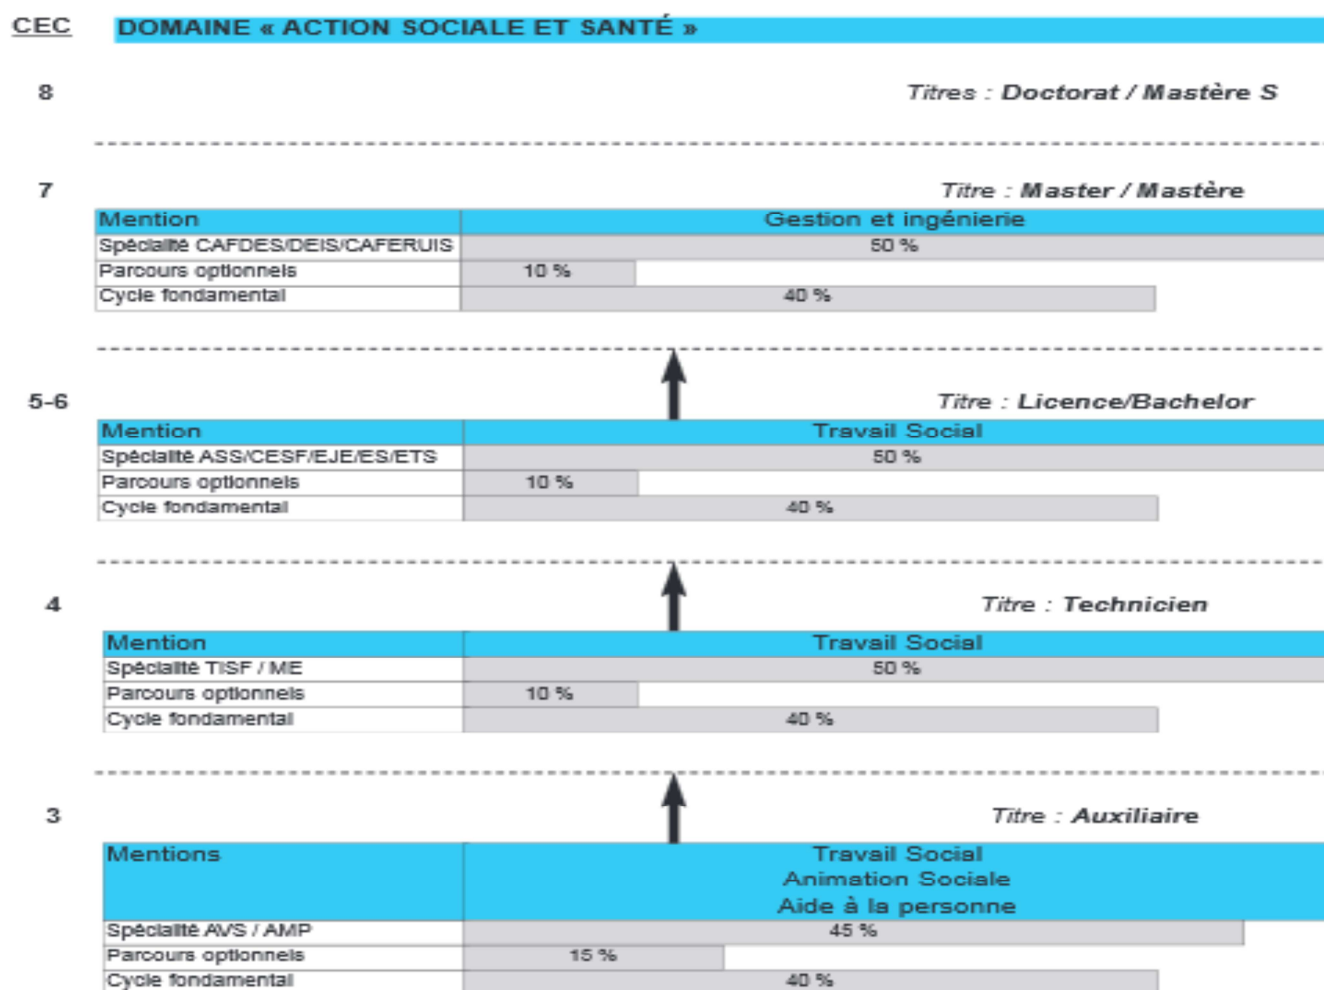 CEC DOMAINE « ACTION SOCIALE ET SANTÉ »
8 Titres : Doctorat / Mastère S
7 Titre : Master / Mastère
Mention Gestion et ingénierie
Spécialité CAFDES/DEIS/CAFERUIS 50 %
Parcours optionnels 10 %
Cycle fondamental 40 %
5-6 Titre : Licence/Bachelor
Mention Travail Social
Spécialité ASS/CESF/EJE/ES/ETS 50 %
Parcours optionnels 10 %
Cycle fondamental 40 %
4 Titre : Technicien
Mention Travail Social
Spécialité TISF / ME 50 %
Parcours optionnels 10 %
Cycle fondamental 40 %
3 Titre : Auxiliaire
Mentions Travail Social
Animation Sociale
Aide à la personne
Spécialité AVS / AMP 45 %
Parcours optionnels 15 %
Cycle fondamental 40 %